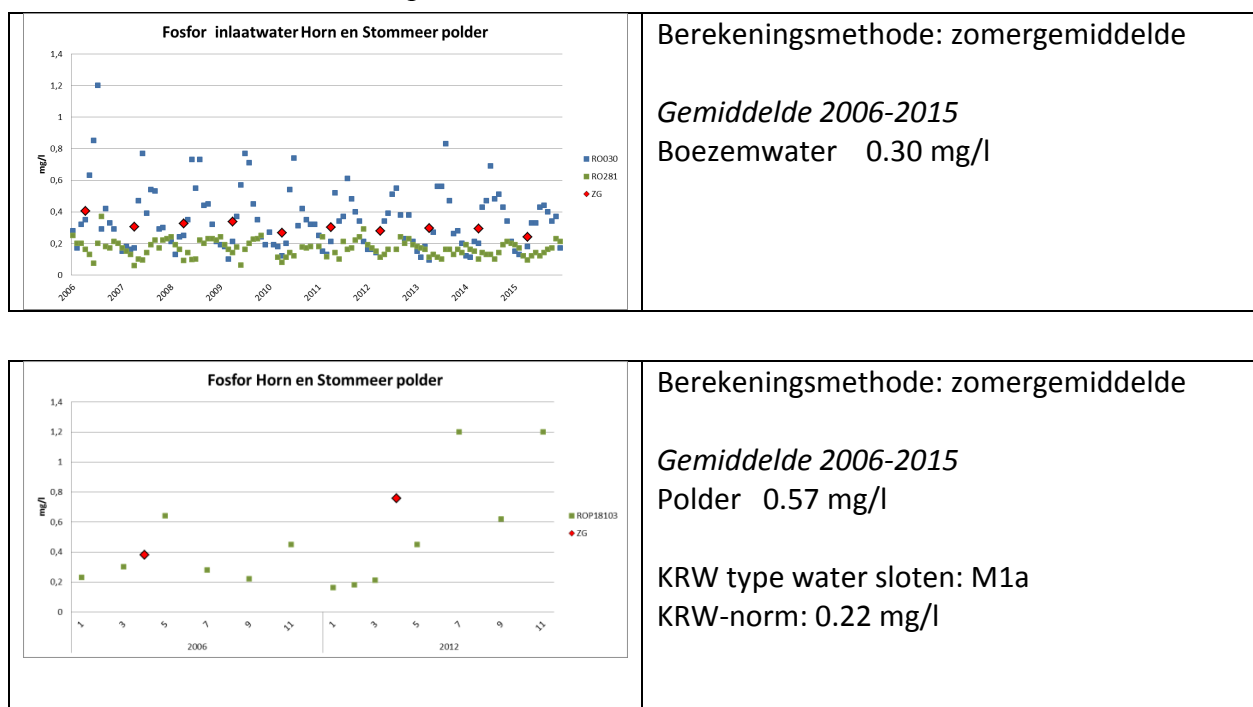 Fosfor inlaatwater Horn en Stommeer polder
1,4
1,2
1
0,8
0,6
0,4
0,2
0
mg/l
2006
2007
2008
2009
2010
2011
2012
2013
2014
2015
RO030
RO281
ZG
Berekeningsmethode: zomergemiddelde
Gemiddelde 2006-2015
Boezemwater 0.30 mg/l
Fosfor Horn en Stommeer polder
1,4
1,2
1
0,8
0,6
0,4
0,2
0
mg/l
1
3
5
7
9
11
1
3
5
7
9
11
2006
2012
ROP18103
ZG
Berekeningsmethode: zomergemiddelde
Gemiddelde 2006-2015
Polder 0.57 mg/l
KRW type water sloten: M1a
KRW-norm: 0.22 mg/l